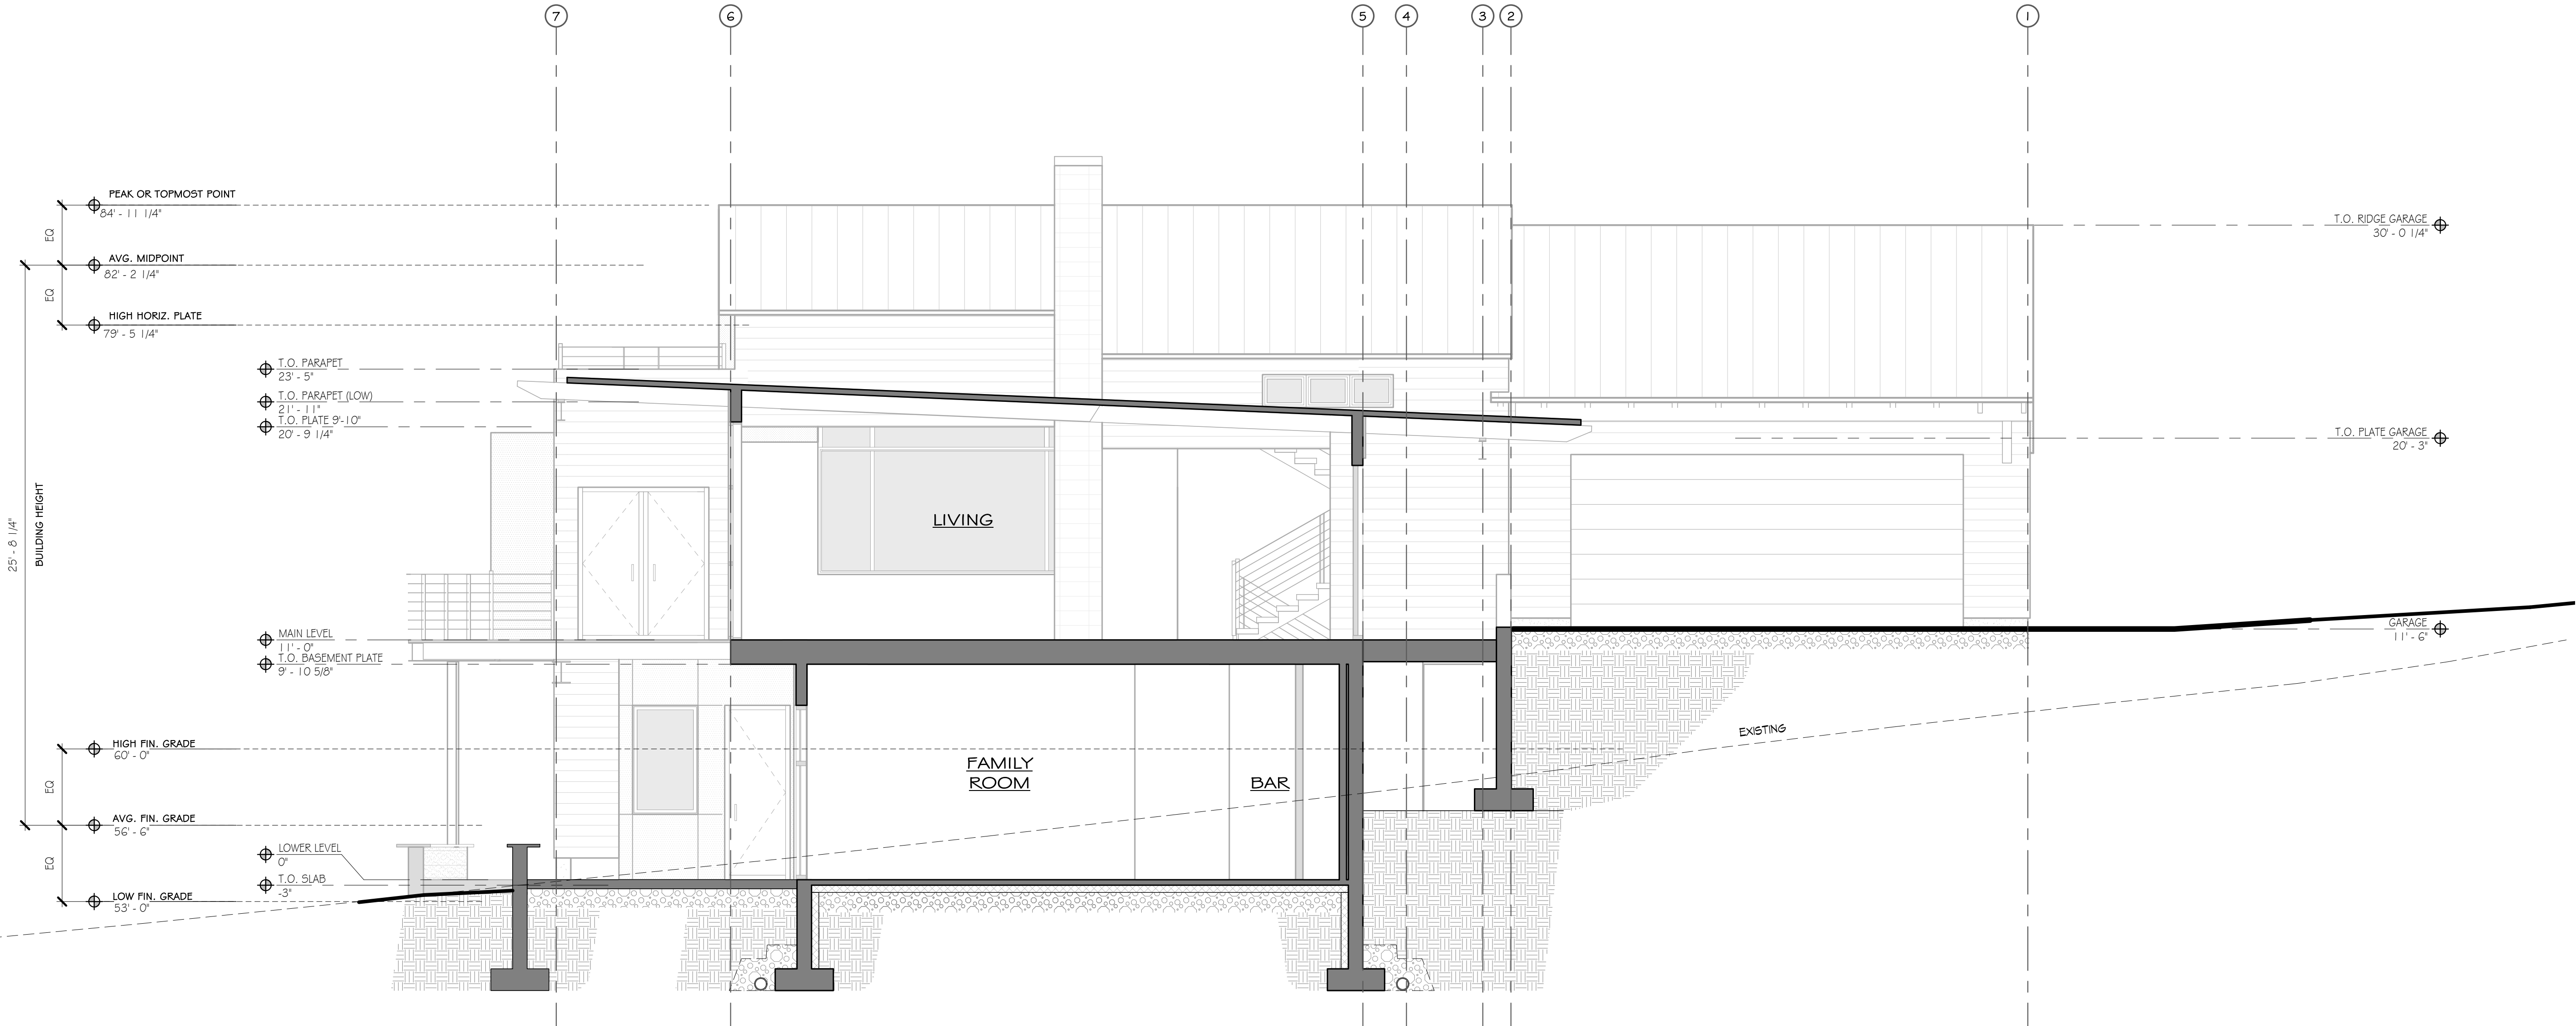 7
6
5
4
3
2
1
PEAK OR TOPMOST POINT
84' - 11 1/4"
EQ
AVG. MIDPOINT
82' - 2 1/4"
EQ
HIGH HORIZ. PLATE
79' - 5 1/4"
T.O. RIDGE GARAGE
30' - 0 1/4"
T.O. PARAPET
23' - 5"
T.O. PARAPET (LOW)
21' - 11"
T.O. PLATE 9'-10"
20' - 9 1/4"
T.O. PLATE GARAGE
20' - 3"
25' - 8 1/4"
BUILDING HEIGHT
LIVING
MAIN LEVEL
11' - 0"
T.O. BASEMENT PLATE
9' - 10 5/8"
GARAGE
11' - 6"
EXISTING
HIGH FIN. GRADE
60' - 0"
FAMILY
ROOM
BAR
EQ
AVG. FIN. GRADE
56' - 6"
LOWER LEVEL
0"
EQ
T.O. SLAB
-3"
LOW FIN. GRADE
53' - 0"